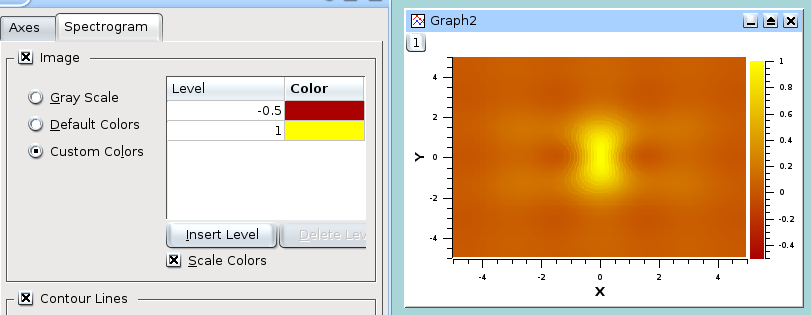 Axes
Spectrogram
Image
Gray Scale
Default Colors
Custom Colors
Level Color
-0.5
1
Insert Level
Delete Lev
Scale Colors
Contour Lines
Graph2
1
Y
4
2
0
-2
-4
-4 -2 0 2 4
X
1
0.8
0.6
0.4
0.2
0
-0.2
-0.4